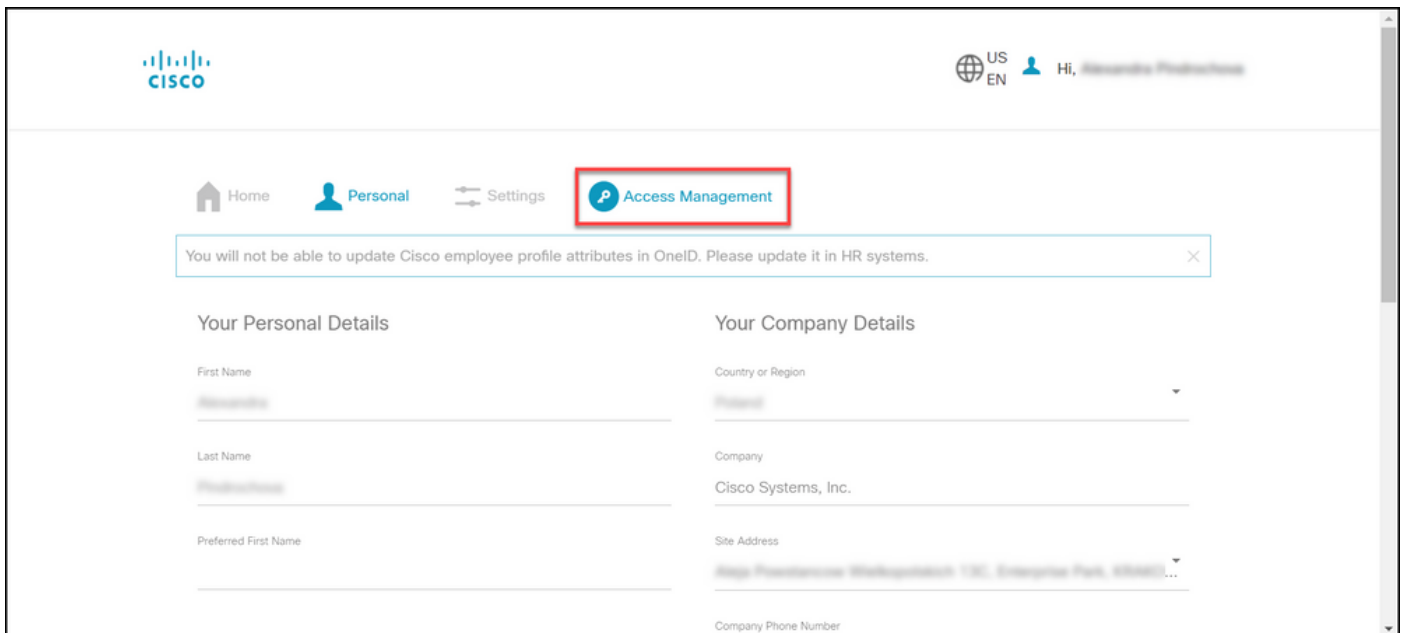 CISCO
US
EN
Hi,
Home Personal Settings Access Management
You will not be able to update Cisco employee profile attributes in OneID. Please update it in HR systems.
Your Personal Details
First Name
Last Name
Preferred First Name
Your Company Details
Country or Region
Company
Cisco Systems, Inc.
Site Address
Company Phone Number